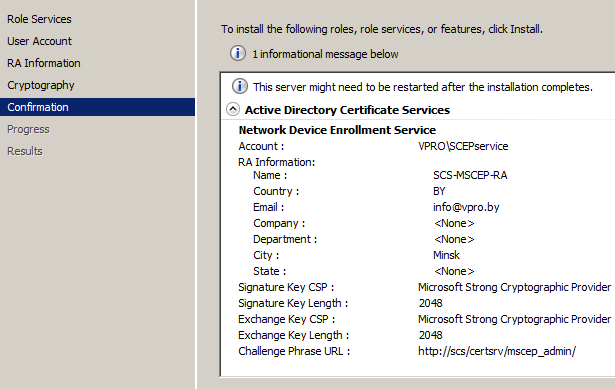 Role Services
User Account
RA Information
Cryptography
Confirmation
Progress
Results
To install the following roles, role services, or features, click Install.
1 informational message below
This server might need to be restarted after the installation completes.
Active Directory Certificate Services
Network Device Enrollment Service
Account : VPRO\SCEPservice
RA Information:
Name : SCS-MSCEP-RA
Country : BY
Email : info@vpro.by
Company : <None>
Department : <None>
City : Minsk
State : <None>
Signature Key CSP : Microsoft Strong Cryptographic Provider
Signature Key Length : 2048
Exchange Key CSP : Microsoft Strong Cryptographic Provider
Exchange Key Length : 2048
Challenge Phrase URL : http://scs/certsrv/mscep_admin/